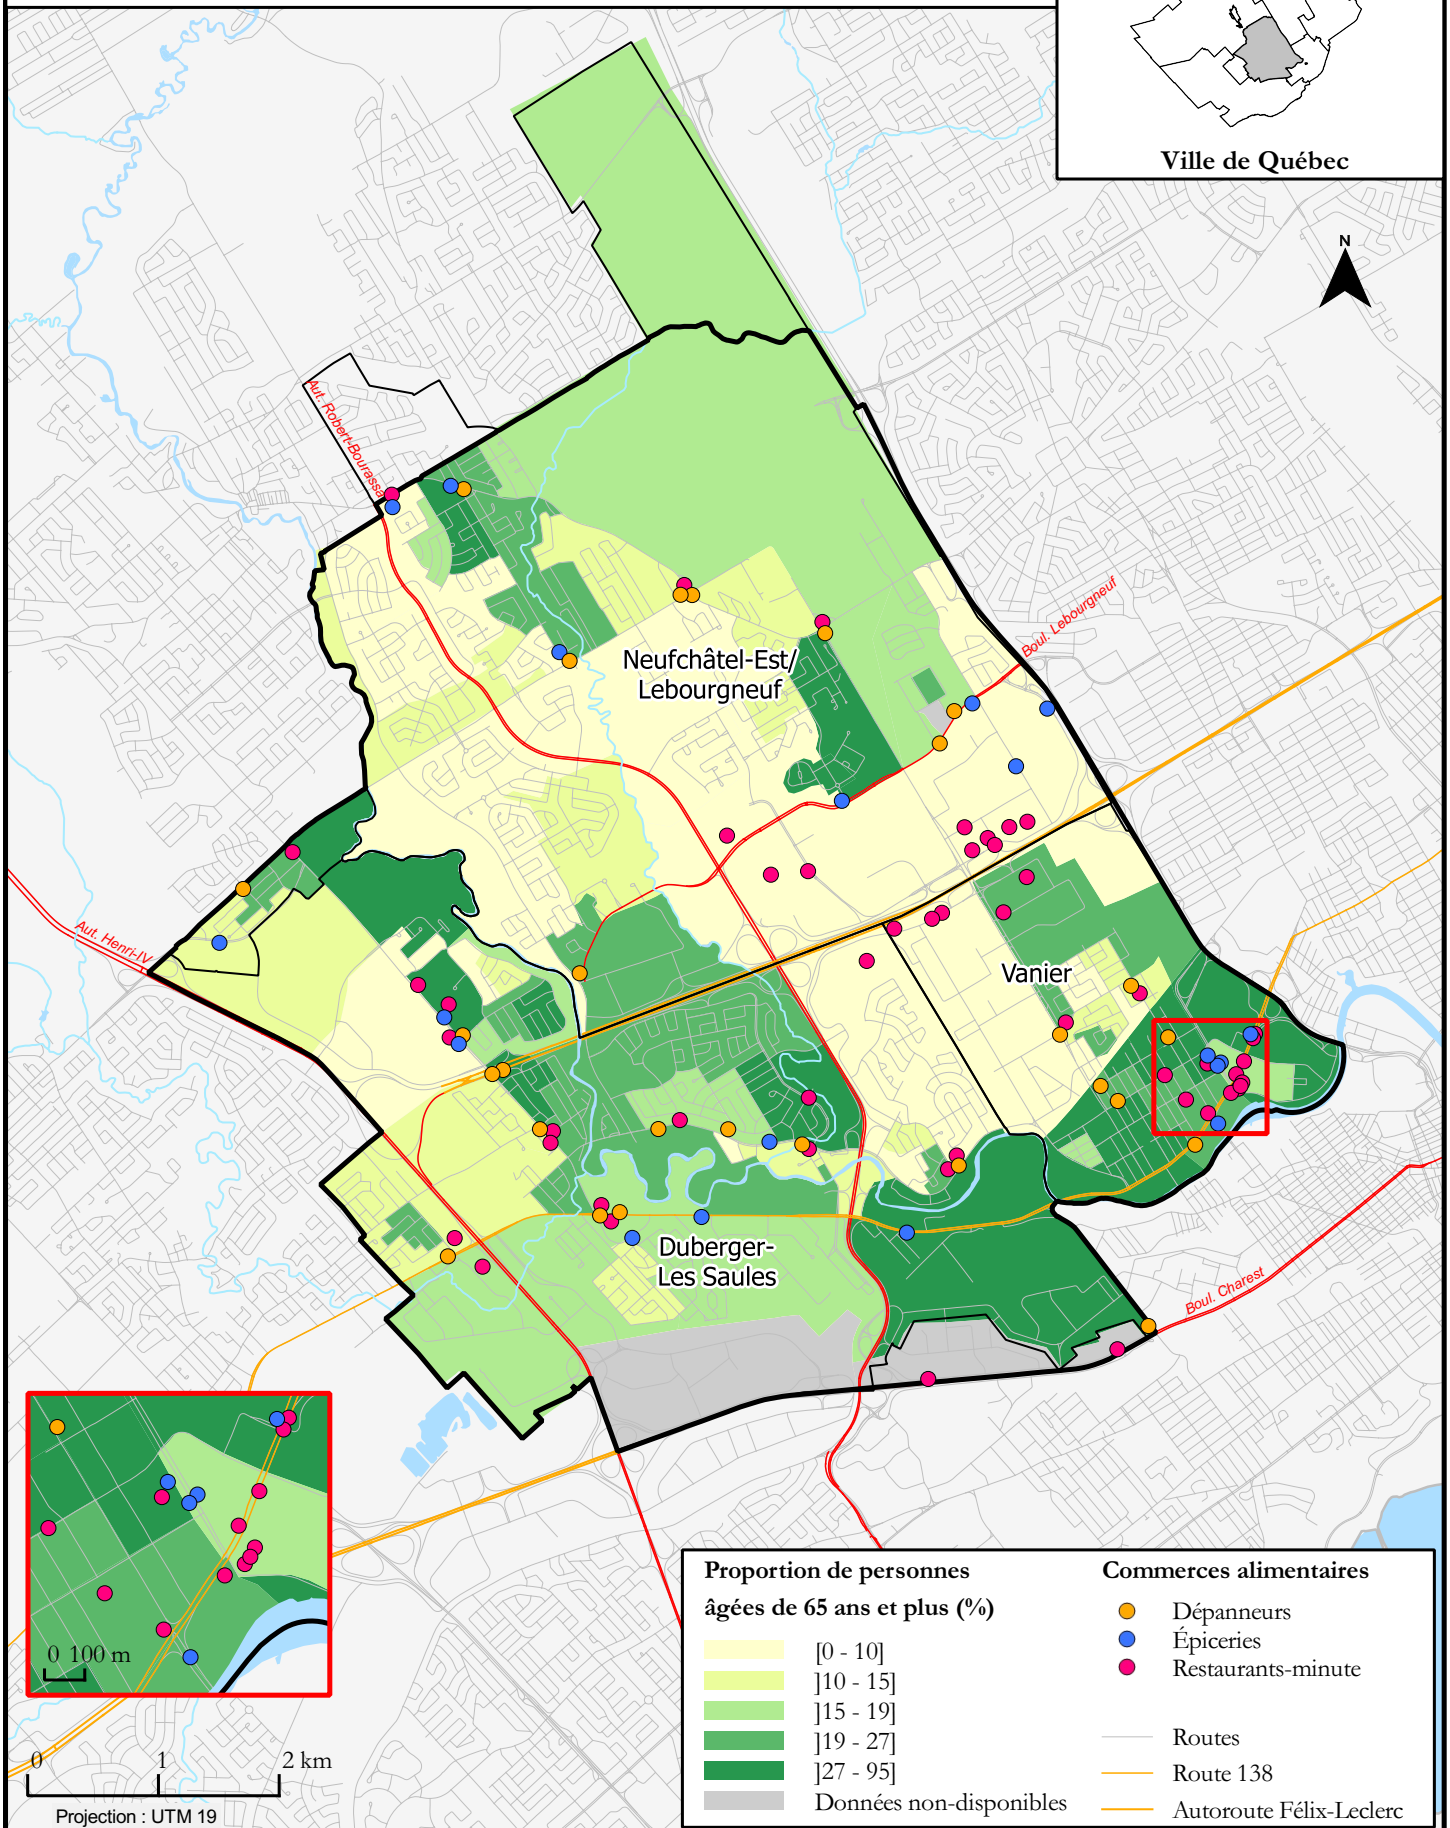 Ville de Québec
N
Aut. Robert-Bourassa
Boul. Lebourgneuf
Neufchâtel-Est/
Lebourgneuf
Aut. Henri-IV
Vanier
Duberger-
Les Saules
Boul. Charest
0 100 m
0 1 2 km
Projection : UTM 19
Proportion de personnes
âgées de 65 ans et plus (%)
[0 - 10]
]10 - 15]
]15 - 19]
]19 - 27]
]27 - 95]
Données non-disponibles
Commerces alimentaires
Dépanneurs
Épiceries
Restaurants-minute
Routes
Route 138
Autoroute Félix-Leclerc